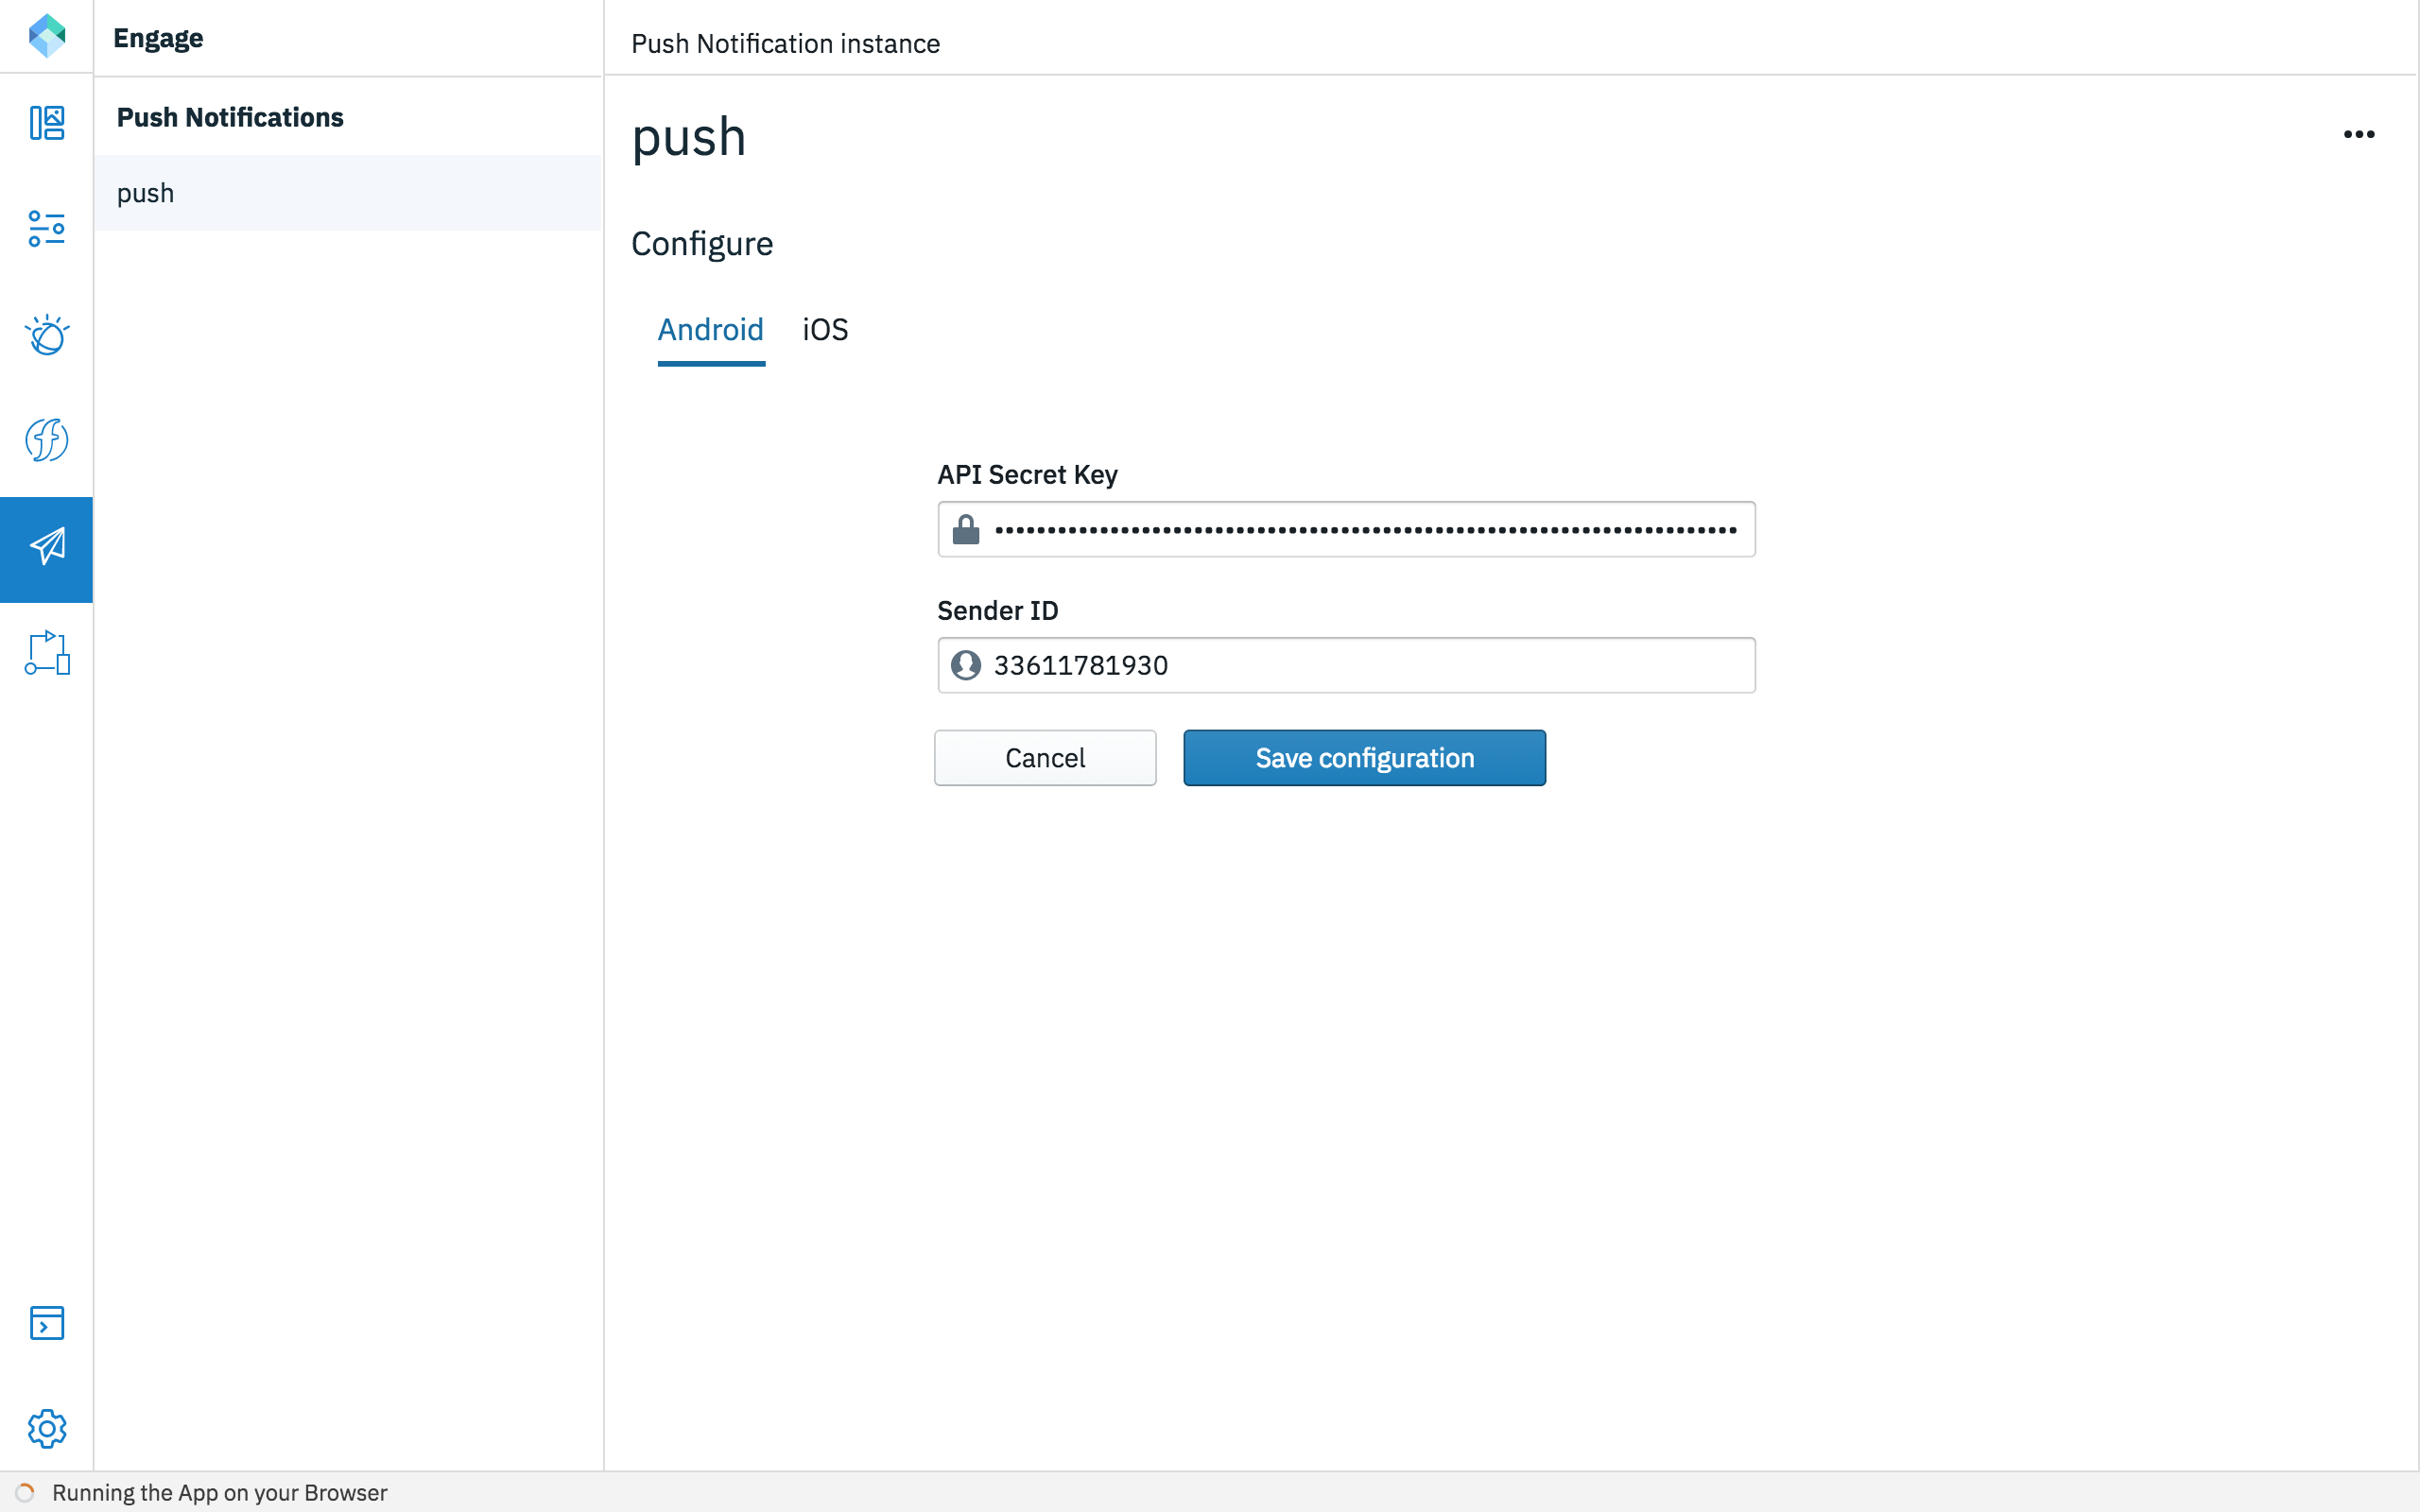 Engage
Push Notifications
push
Push Notification instance
push
Configure
Android iOS
API Secret Key
••••••••••••••••••••••••••••••••••••••••••••••••••••••••••••••••••••••••
Sender ID
33611781930
Cancel Save configuration
Running the App on your Browser